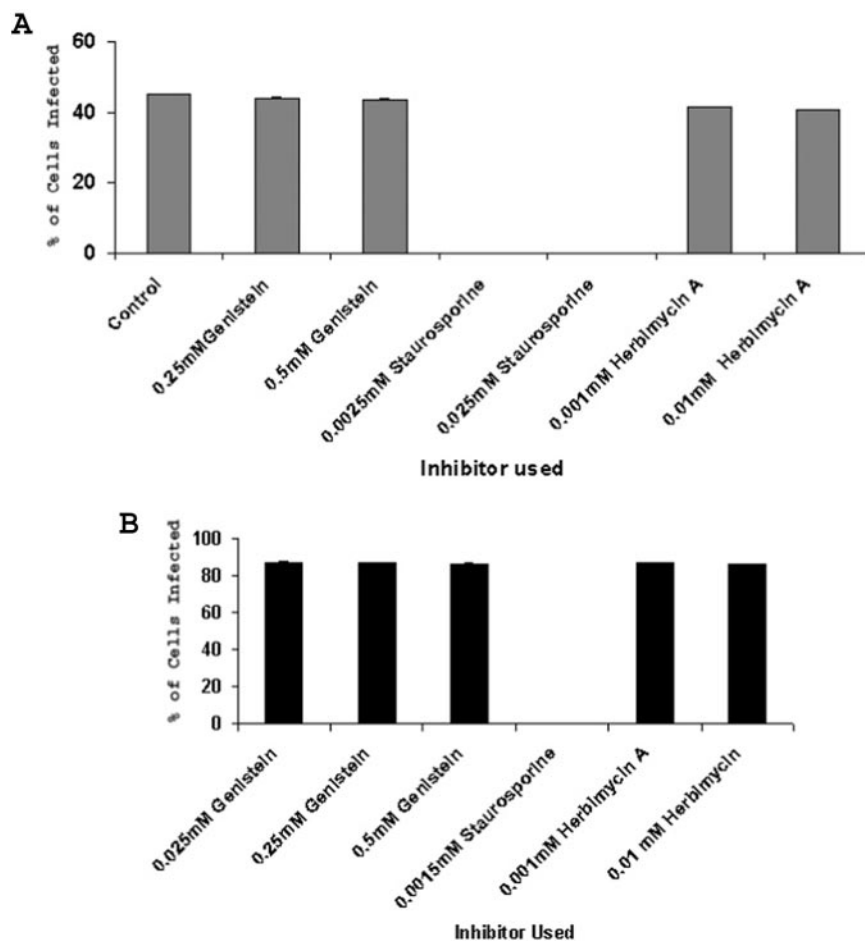 A
% of Cells Infected
60
40
20
0
Control
0.25mMGenistein
0.5mM Genistein
0.0025mM Staurosporine
0.025mM Staurosporine
0.001mM Herbimycin A
0.01mM Herbimycin A
Inhibitor used
B
% of Cells Infected
100
80
60
40
20
0
0.025mM Genistein
0.25mM Genistein
0.5mM Genistein
0.0015mM Staurosporine
0.001mM Herbimycin A
0.01 mM Herbimycin
Inhibitor Used